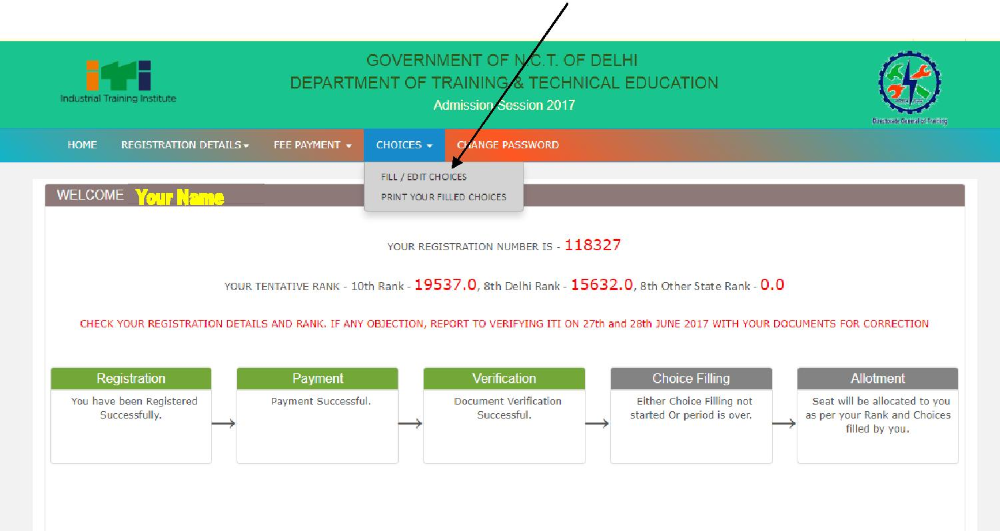 GOVERNMENT OF N.C.T. OF DELHI
DEPARTMENT OF TRAINING & TECHNICAL EDUCATION
Admission Session 2017
iTi
Industrial Training Institute
Directorate General of Training
HOME REGISTRATION DETAILS FEE PAYMENT CHOICES CHANGE PASSWORD
FILL / EDIT CHOICES
PRINT YOUR FILLED CHOICES
WELCOME Your Name
YOUR REGISTRATION NUMBER IS - 118327
YOUR TENTATIVE RANK - 10th Rank - 19537.0, 8th Delhi Rank - 15632.0, 8th Other State Rank - 0.0
CHECK YOUR REGISTRATION DETAILS AND RANK. IF ANY OBJECTION, REPORT TO VERIFYING ITI ON 27th and 28th JUNE 2017 WITH YOUR DOCUMENTS FOR CORRECTION
Registration
You have been Registered
Successfully.
Payment
Payment Successful.
Verification
Document Verification
Successful.
Choice Filling
Either Choice Filling not
started Or period is over.
Allotment
Seat will be allocated to you
as per your Rank and Choices
filled by you.